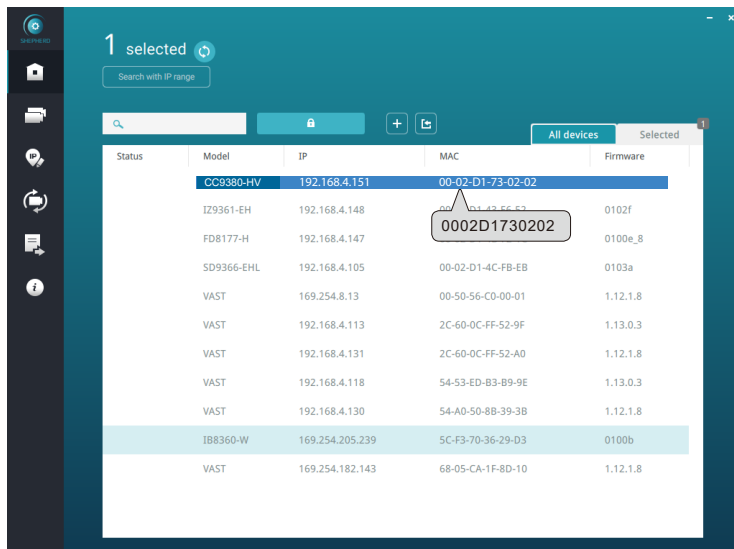 SHEPHERD
1 selected
Search with IP range
All devices Selected 1
Status Model IP MAC Firmware
CC9380-HV 192.168.4.151 00-02-D1-73-02-02
IZ9361-EH 192.168.4.148 0102f
0002D1730202
FD8177-H 192.168.4.147 0100e_8
SD9366-EHL 192.168.4.105 00-02-D1-4C-FB-EB 0103a
VAST 169.254.8.13 00-50-56-C0-00-01 1.12.1.8
VAST 192.168.4.113 2C-60-0C-FF-52-9F 1.13.0.3
VAST 192.168.4.131 2C-60-0C-FF-52-A0 1.12.1.8
VAST 192.168.4.118 54-53-ED-B3-B9-9E 1.13.0.3
VAST 192.168.4.130 54-A0-50-8B-39-3B 1.12.1.8
IB8360-W 169.254.205.239 5C-F3-70-36-29-D3 0100b
VAST 169.254.182.143 68-05-CA-1F-8D-10 1.12.1.8
IP
i